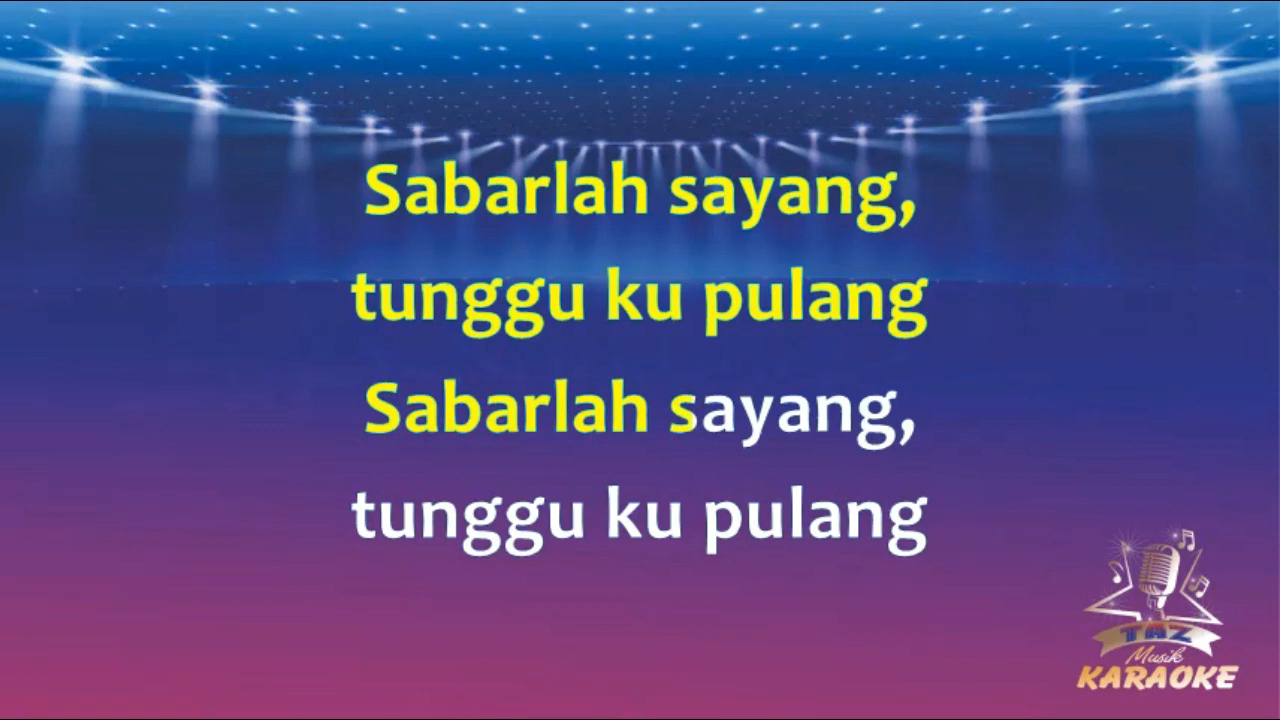 Sabarlah sayang,
tunggu ku pulang
Sabarlah sayang,
tunggu ku pulang
TAZ
Musik
KARAOKE